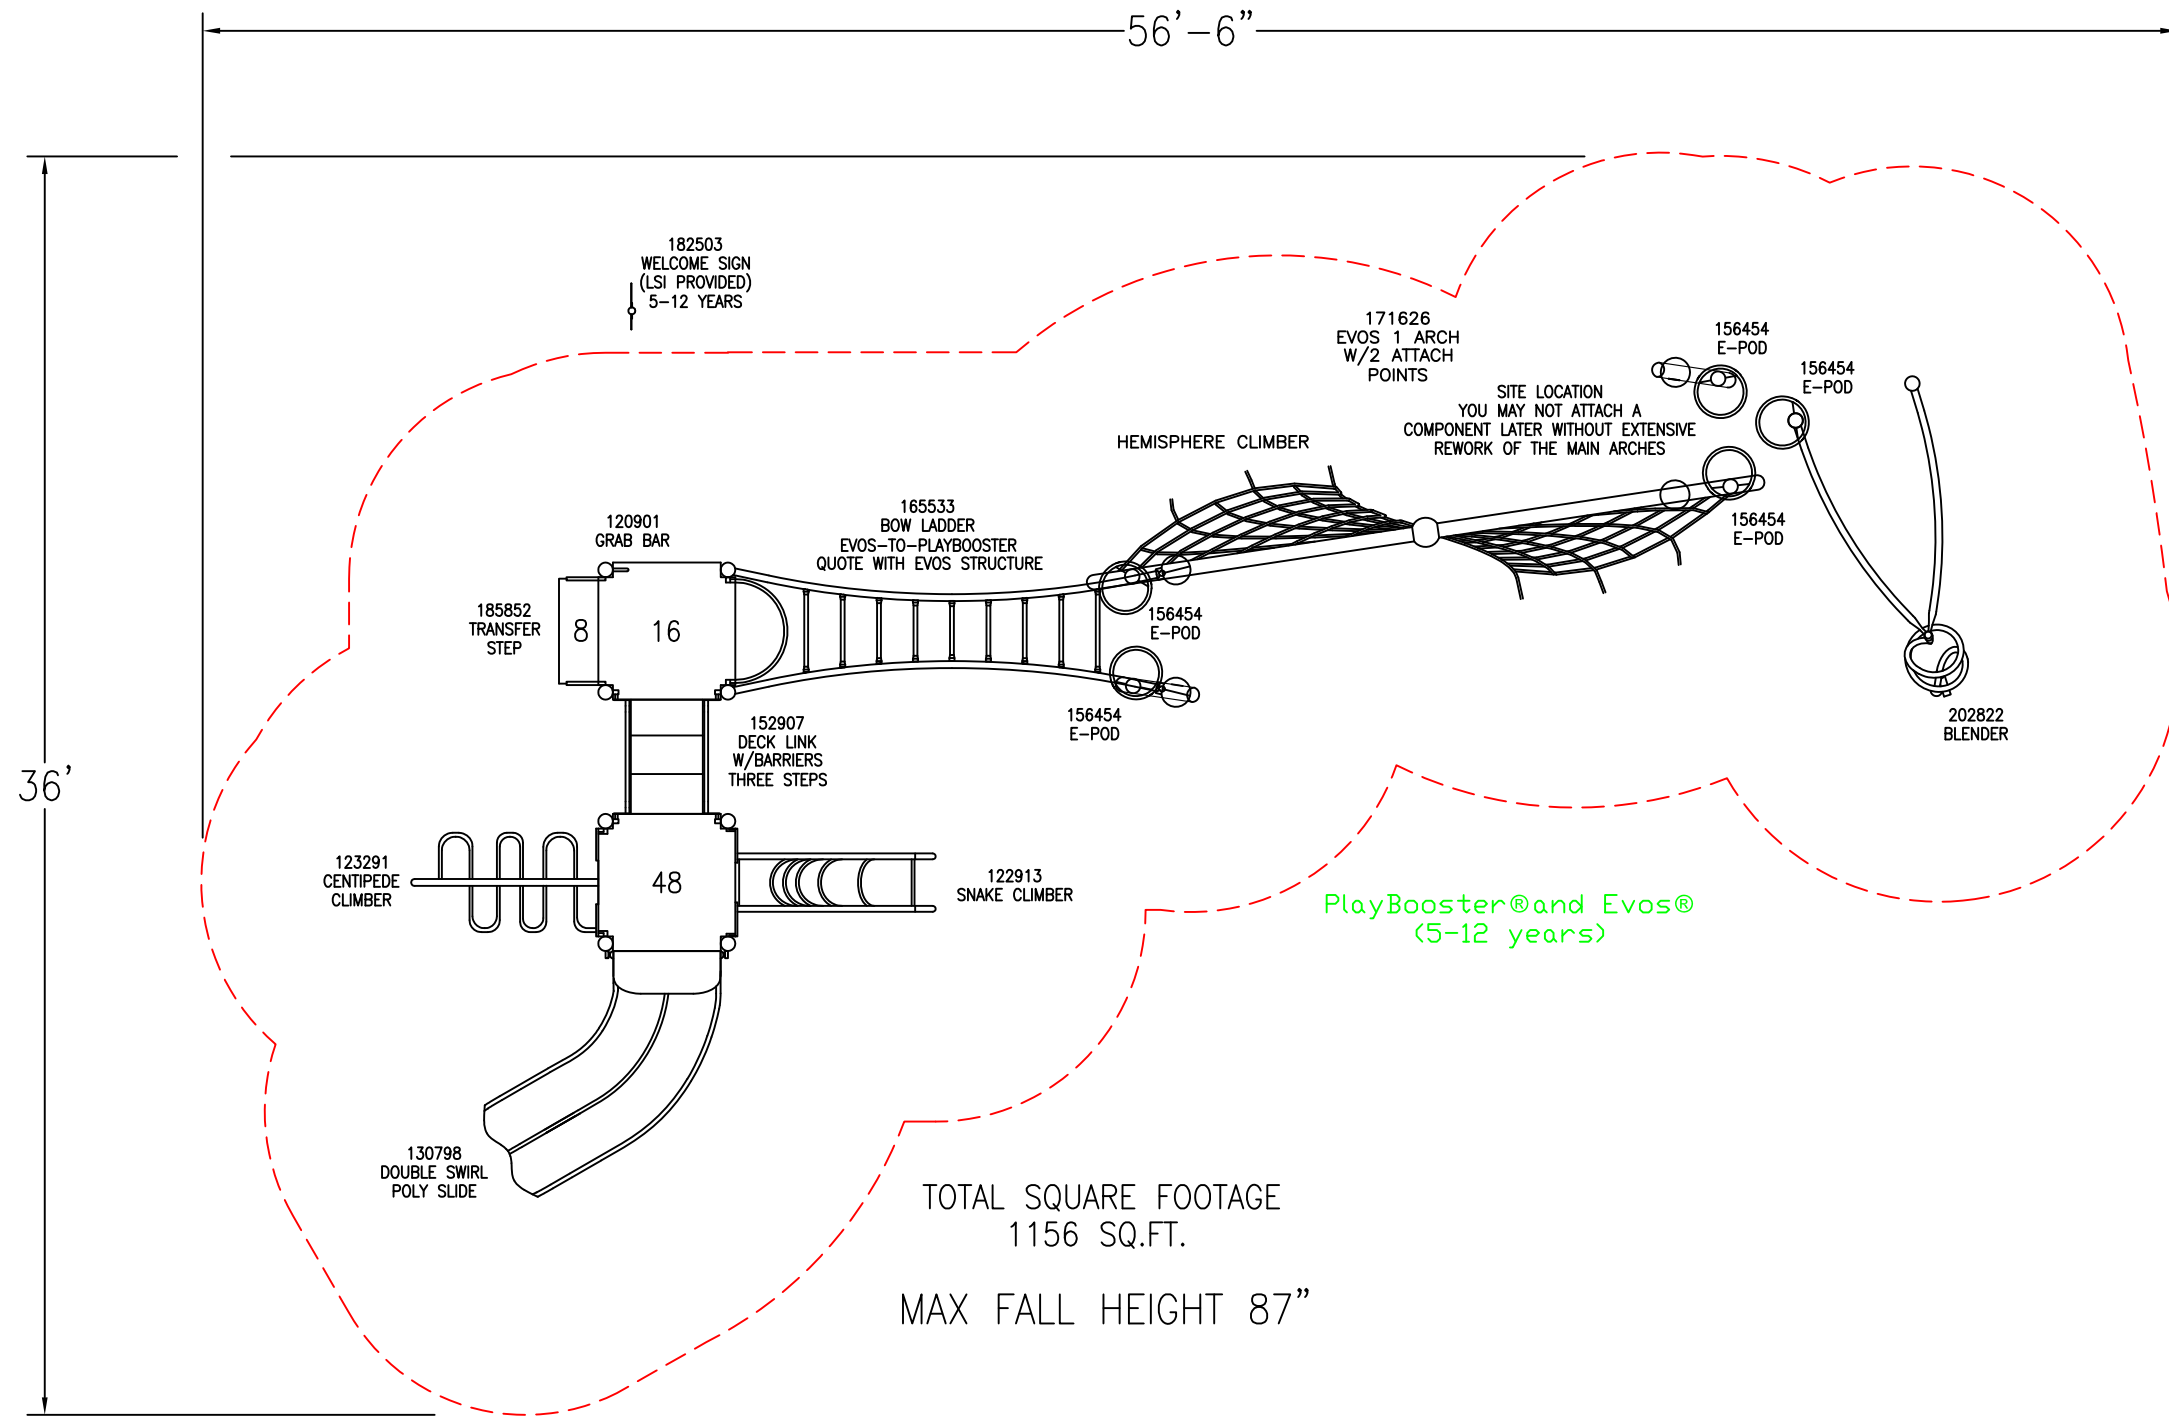 56'-6"
182503
WELCOME SIGN
(LSI PROVIDED)
5-12 YEARS
171626
EVOS 1 ARCH
W/2 ATTACH
POINTS
156454
E-POD
156454
E-POD
SITE LOCATION
YOU MAY NOT ATTACH A
COMPONENT LATER WITHOUT EXTENSIVE
REWORK OF THE MAIN ARCHES
HEMISPHERE CLIMBER
165533
BOW LADDER
EVOS-TO-PLAYBOOSTER
QUOTE WITH EVOS STRUCTURE
120901
GRAB BAR
156454
E-POD
185852
TRANSFER
STEP
8
16
156454
E-POD
156454
E-POD
152907
DECK LINK
W/BARRIERS
THREE STEPS
202822
BLENDER
36'
123291
CENTIPEDE
CLIMBER
48
122913
SNAKE CLIMBER
PlayBooster®and Evos®
(5-12 years)
130798
DOUBLE SWIRL
POLY SLIDE
TOTAL SQUARE FOOTAGE
1156 SQ.FT.
MAX FALL HEIGHT 87"